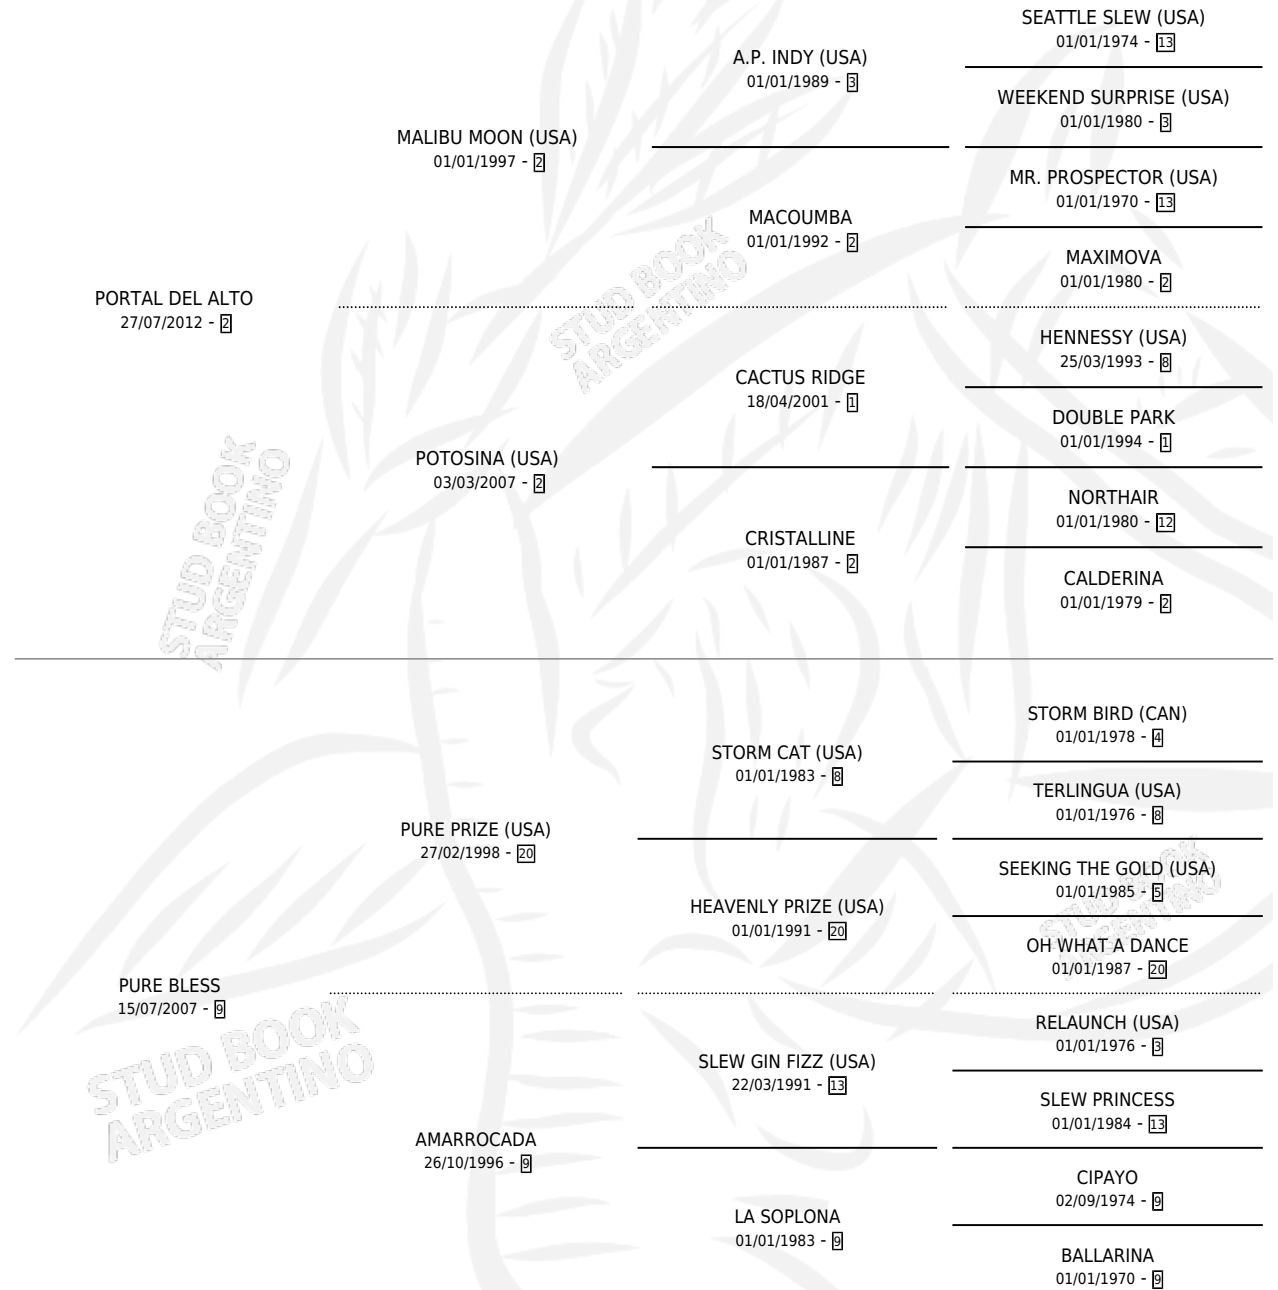 SEATTLE SLEW (USA)
01/01/1974 - 13
A.P. INDY (USA)
01/01/1989 - 3
WEEKEND SURPRISE (USA)
01/01/1980 - 3
MALIBU MOON (USA)
01/01/1997 - 2
MR. PROSPECTOR (USA)
01/01/1970 - 13
MACOUMBA
01/01/1992 - 2
MAXIMOVA
01/01/1980 - 2
PORTAL DEL ALTO
27/07/2012 - 2
HENNESSY (USA)
25/03/1993 - 8
CACTUS RIDGE
18/04/2001 - 1
DOUBLE PARK
01/01/1994 - 1
POTOSINA (USA)
03/03/2007 - 2
NORTHAIR
01/01/1980 - 12
CRISTALLINE
01/01/1987 - 2
CALDERINA
01/01/1979 - 2
STUD BOOK
ARGENTINO
STUD BOOK
ARGENTINO
STORM BIRD (CAN)
01/01/1978 - 4
STORM CAT (USA)
01/01/1983 - 8
TERLINGUA (USA)
01/01/1976 - 8
PURE PRIZE (USA)
27/02/1998 - 20
SEEKING THE GOLD (USA)
01/01/1985 - 5
HEAVENLY PRIZE (USA)
01/01/1991 - 20
OH WHAT A DANCE
01/01/1987 - 20
PURE BLESS
15/07/2007 - 9
RELAUNCH (USA)
01/01/1976 - 3
SLEW GIN FIZZ (USA)
22/03/1991 - 13
SLEW PRINCESS
01/01/1984 - 13
AMARROCADA
26/10/1996 - 9
CIPAYO
02/09/1974 - 9
LA SOPLONA
01/01/1983 - 9
BALLARINA
01/01/1970 - 9
STUD BOOK
ARGENTINO
STUD BOOK
ARGENTINO